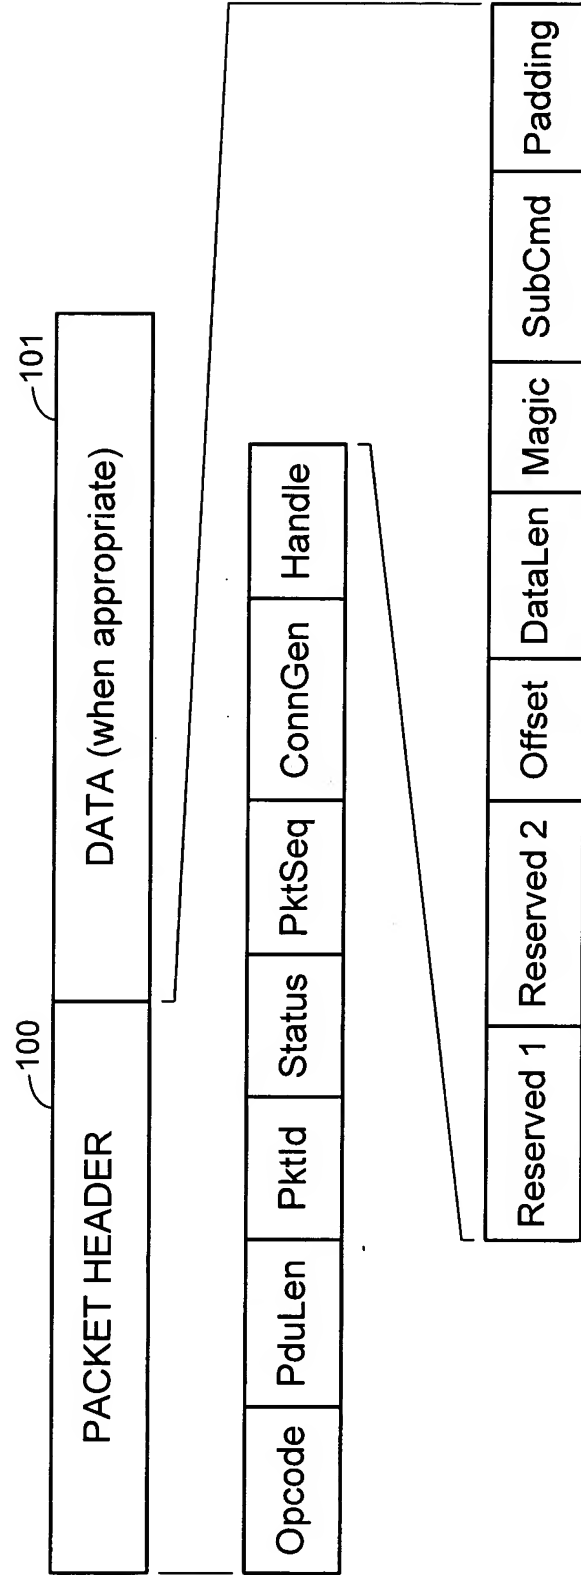 100
101
PACKET HEADER
DATA (when appropriate)
Opcode
PduLen
PktId
Status
PktSeq
ConnGen
Handle
Reserved 1
Reserved 2
Offset
DataLen
Magic
SubCmd
Padding